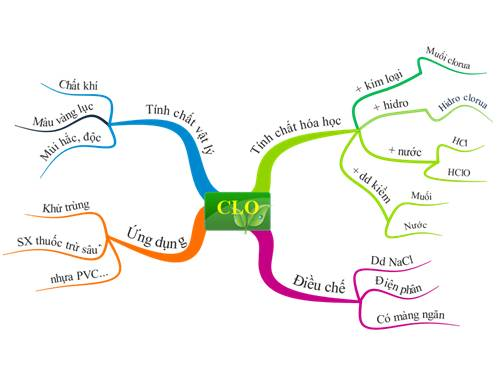 CLO
Tính chất vật lý
Chất khí
Màu vàng lục
Mùi hắc, độc
Ứng dụng
Khử trùng
SX thuốc trừ sâu
nhựa PVC...
Tính chất hóa học
+ kim loại
Muối clorua
+ hidro
Hidro clorua
+ nước
HCl
HClO
+ dd kiềm
Muối
Nước
Điều chế
Dd NaCl
Điện phân
Có màng ngăn